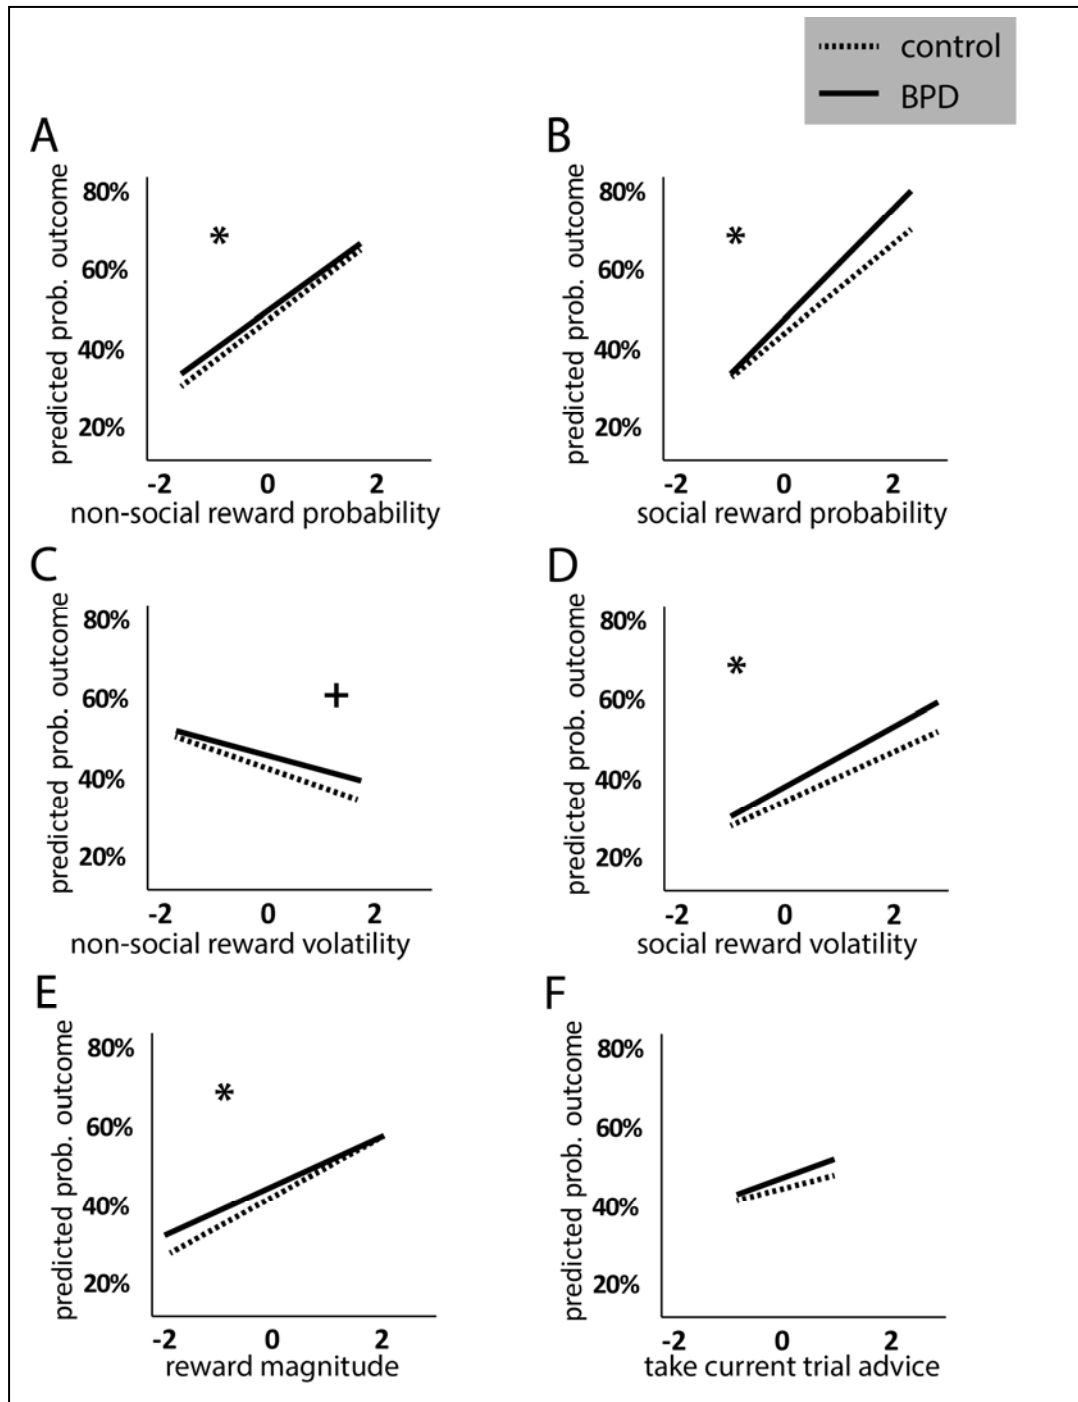 control
BPD
A
predicted prob. outcome
80%
60%
40%
20%
*
-2 0 2
non-social reward probability
B
predicted prob. outcome
80%
60%
40%
20%
*
-2 0 2
social reward probability
C
predicted prob. outcome
80%
60%
40%
20%
+
-2 0 2
non-social reward volatility
D
predicted prob. outcome
80%
60%
40%
20%
*
-2 0 2
social reward volatility
E
predicted prob. outcome
80%
60%
40%
20%
*
-2 0 2
reward magnitude
F
predicted prob. outcome
80%
60%
40%
20%
-2 0 2
take current trial advice